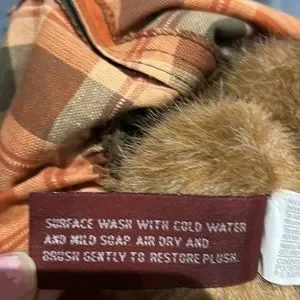 SURFACE WASH WITH COLD WATER
AND MILD SOAP. AIR DRY AND
BRUSH GENTLY TO RESTORE PLUSH.